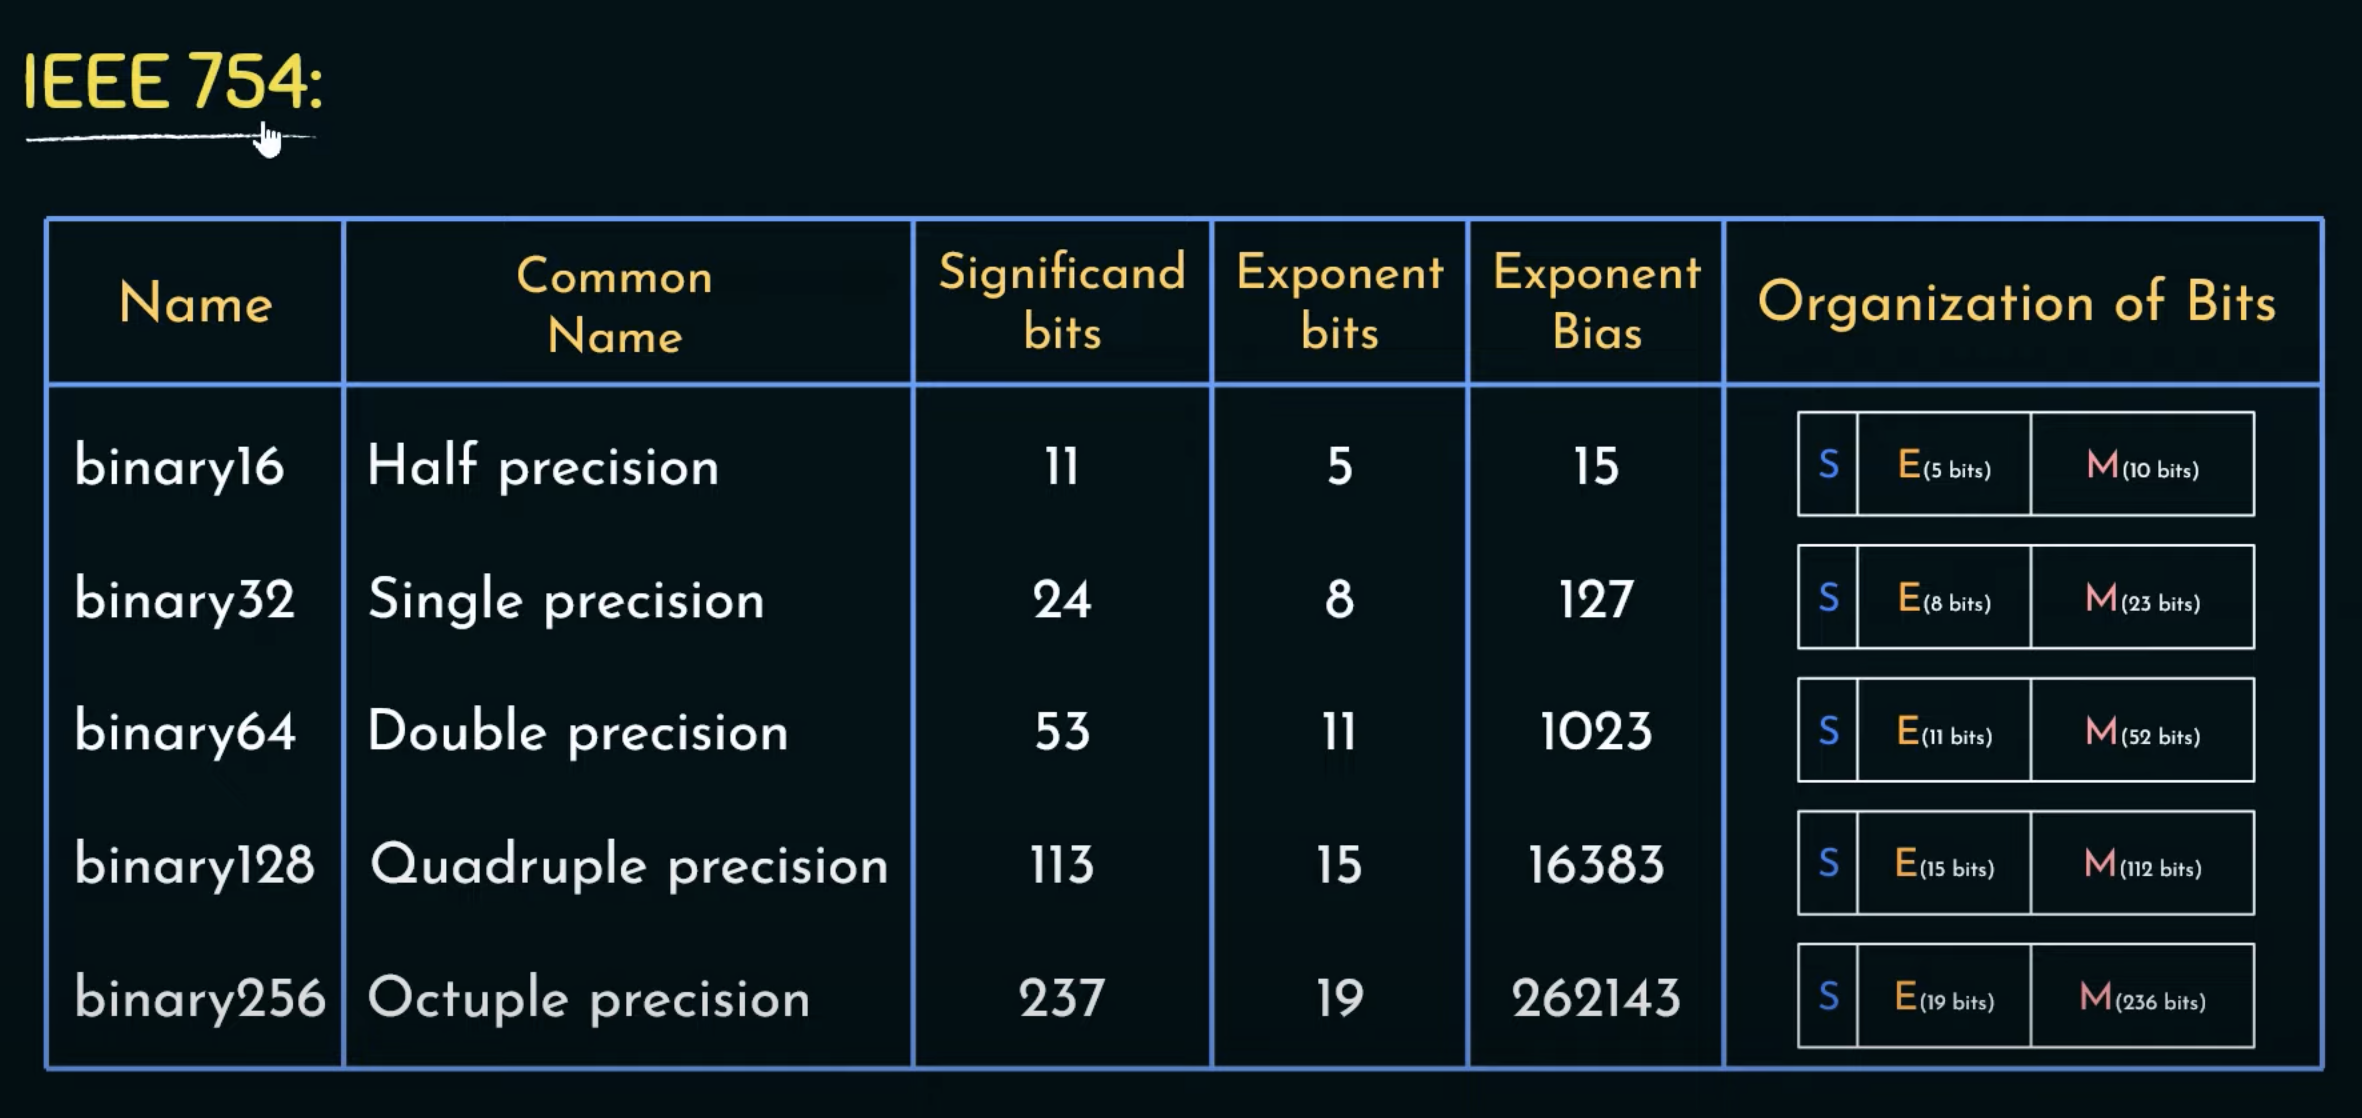 IEEE 754:
Name Common Name Significand bits Exponent bits Exponent Bias Organization of Bits
binary16 Half precision 11 5 15 S E(5 bits) M(10 bits)
binary32 Single precision 24 8 127 S E(8 bits) M(23 bits)
binary64 Double precision 53 11 1023 S E(11 bits) M(52 bits)
binary128 Quadruple precision 113 15 16383 S E(15 bits) M(112 bits)
binary256 Octuple precision 237 19 262143 S E(19 bits) M(236 bits)